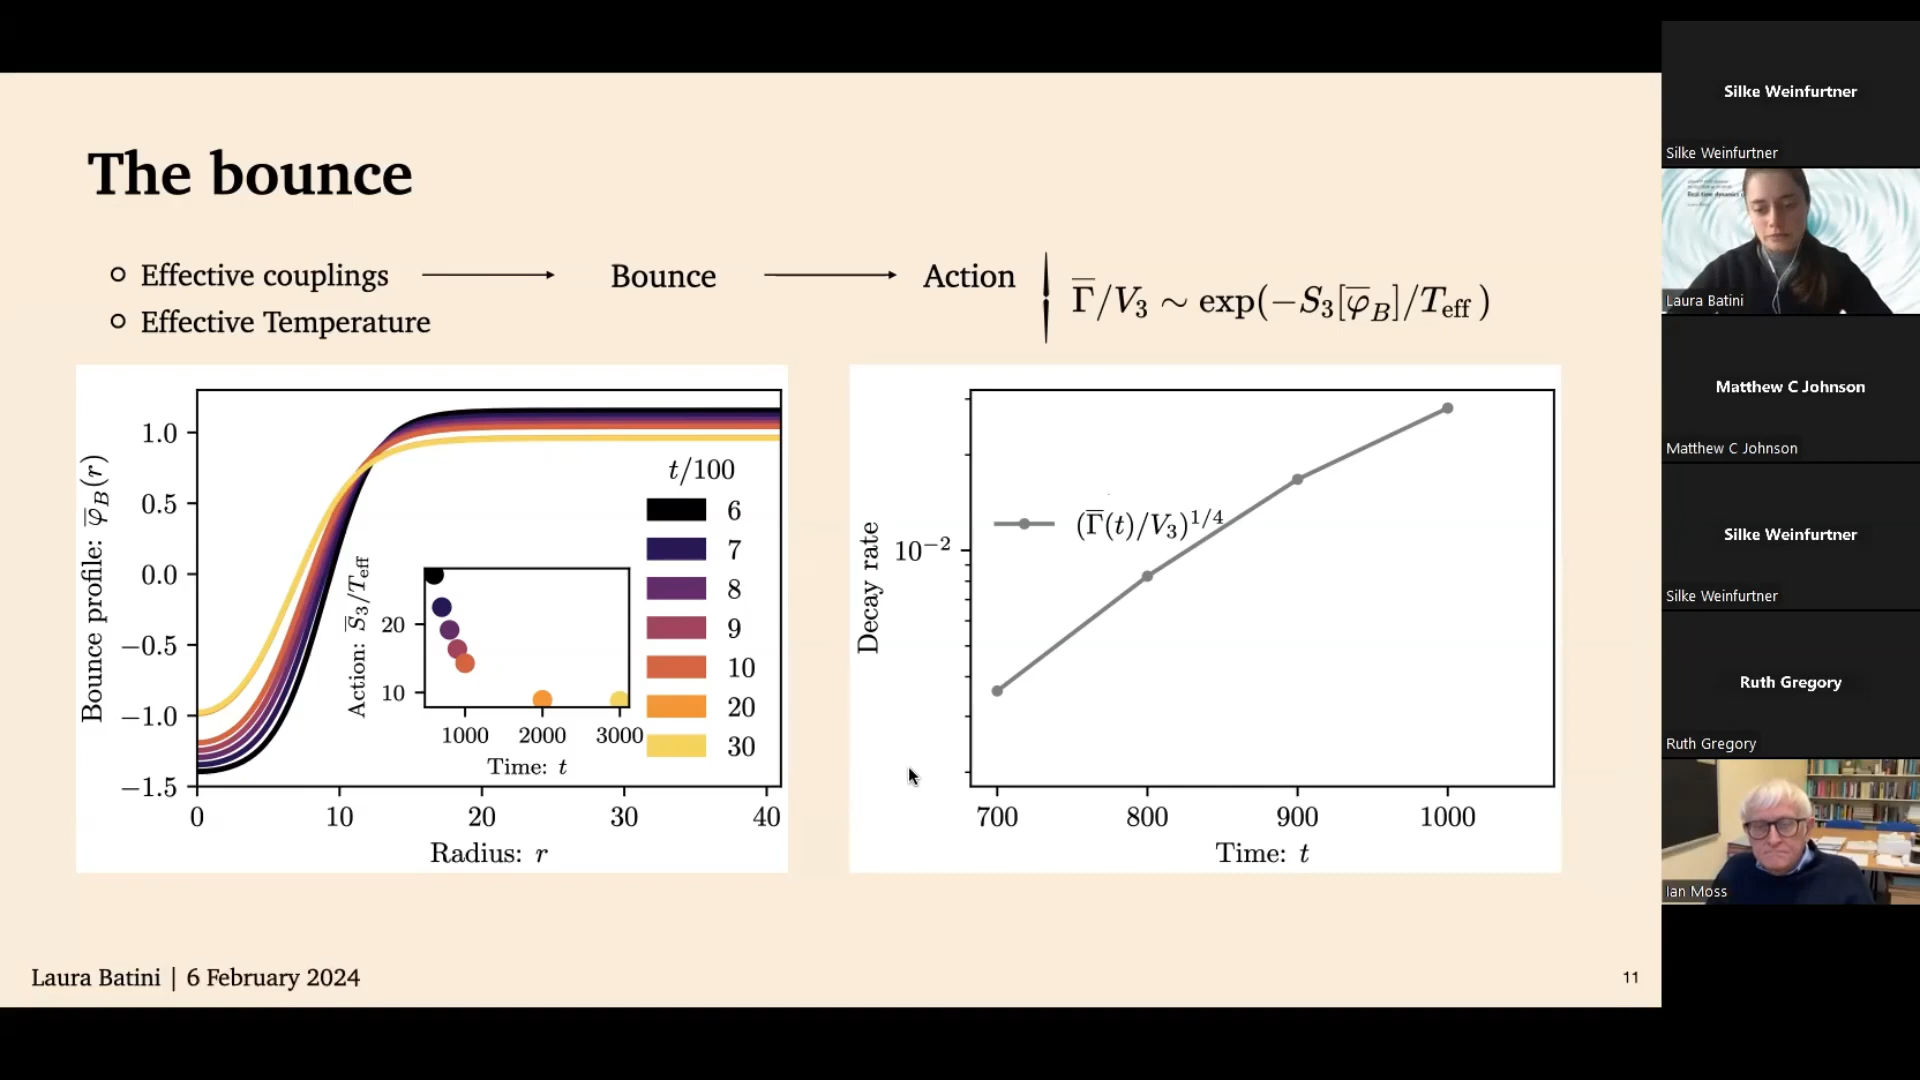 The bounce
Effective couplings
Effective Temperature
Bounce
Action
Γ̅/V₃ ∼ exp(−S₃[φ̅_B]/T_eff )
Bounce profile: φ̅_B(r)
1.0
0.5
0.0
−0.5
−1.0
−1.5
0 10 20 30 40
Radius: r
t/100
6
7
8
9
10
20
30
Action: S̅₃/T_eff
20
10
1000 2000 3000
Time: t
Decay rate
10⁻²
(Γ̅(t)/V₃)^{1/4}
700 800 900 1000
Time: t
Laura Batini | 6 February 2024
11
Silke Weinfurtner
Silke Weinfurtner
Laura Batini
Matthew C Johnson
Matthew C Johnson
Silke Weinfurtner
Silke Weinfurtner
Ruth Gregory
Ruth Gregory
Ian Moss